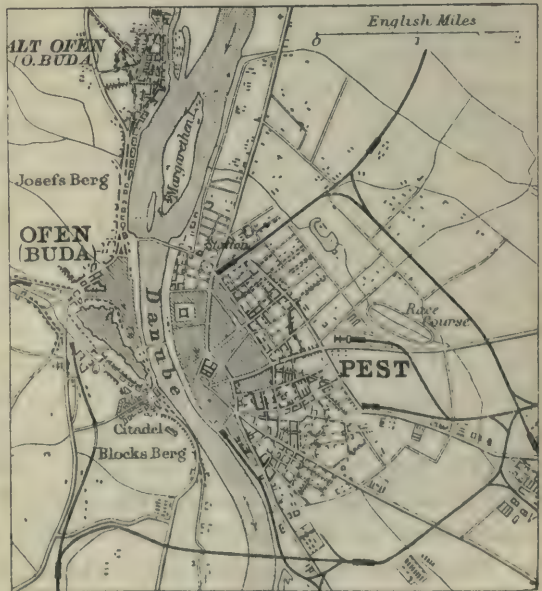 English Miles
0 1 2
ALT OFEN
(O. BUDA)
Margarethen I.
Josefs Berg
OFEN
(BUDA)
Station
Danube
Race
Course
PEST
Citadel
Blocks Berg